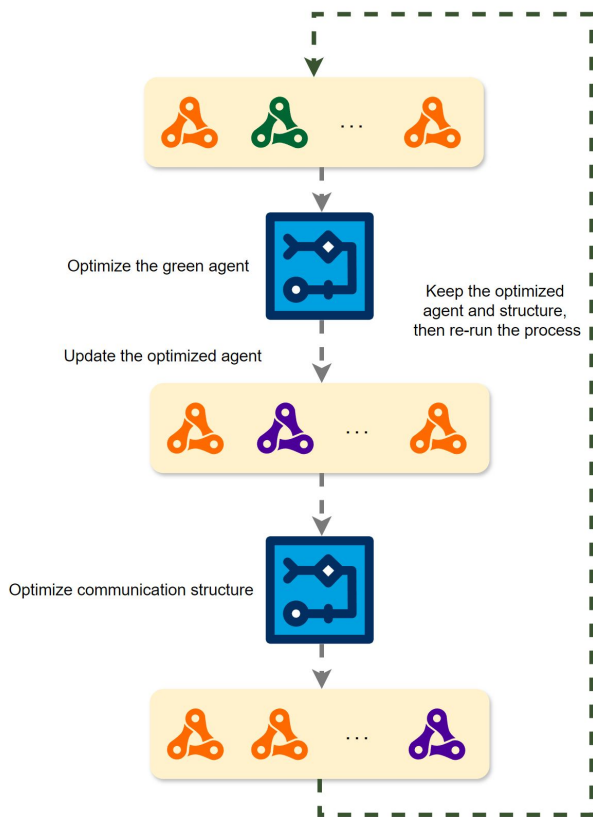 ...
Optimize the green agent
Keep the optimized
agent and structure,
then re-run the process
Update the optimized agent
...
Optimize communication structure
...